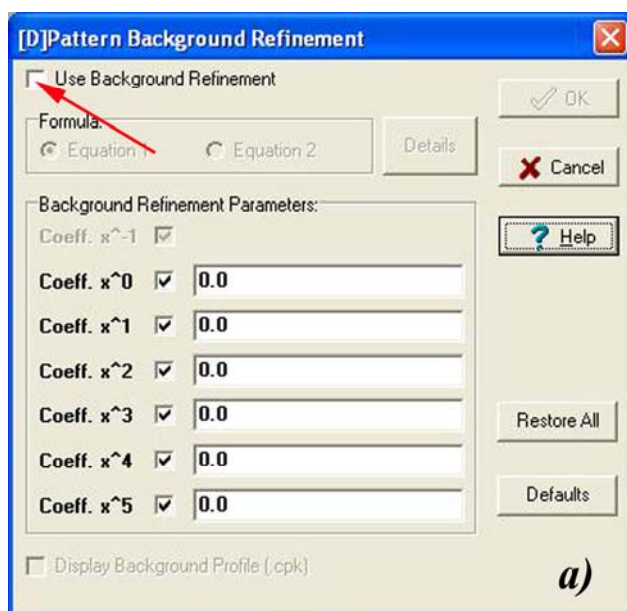 [D]Pattern Background Refinement
Use Background Refinement
OK
Formula:
Equation 1
Equation 2
Details
Cancel
Background Refinement Parameters:
Help
Coeff. x^-1
Coeff. x^0 0.0
Coeff. x^1 0.0
Coeff. x^2 0.0
Coeff. x^3 0.0
Restore All
Coeff. x^4 0.0
Coeff. x^5 0.0
Defaults
Display Background Profile (.cpk)
a)